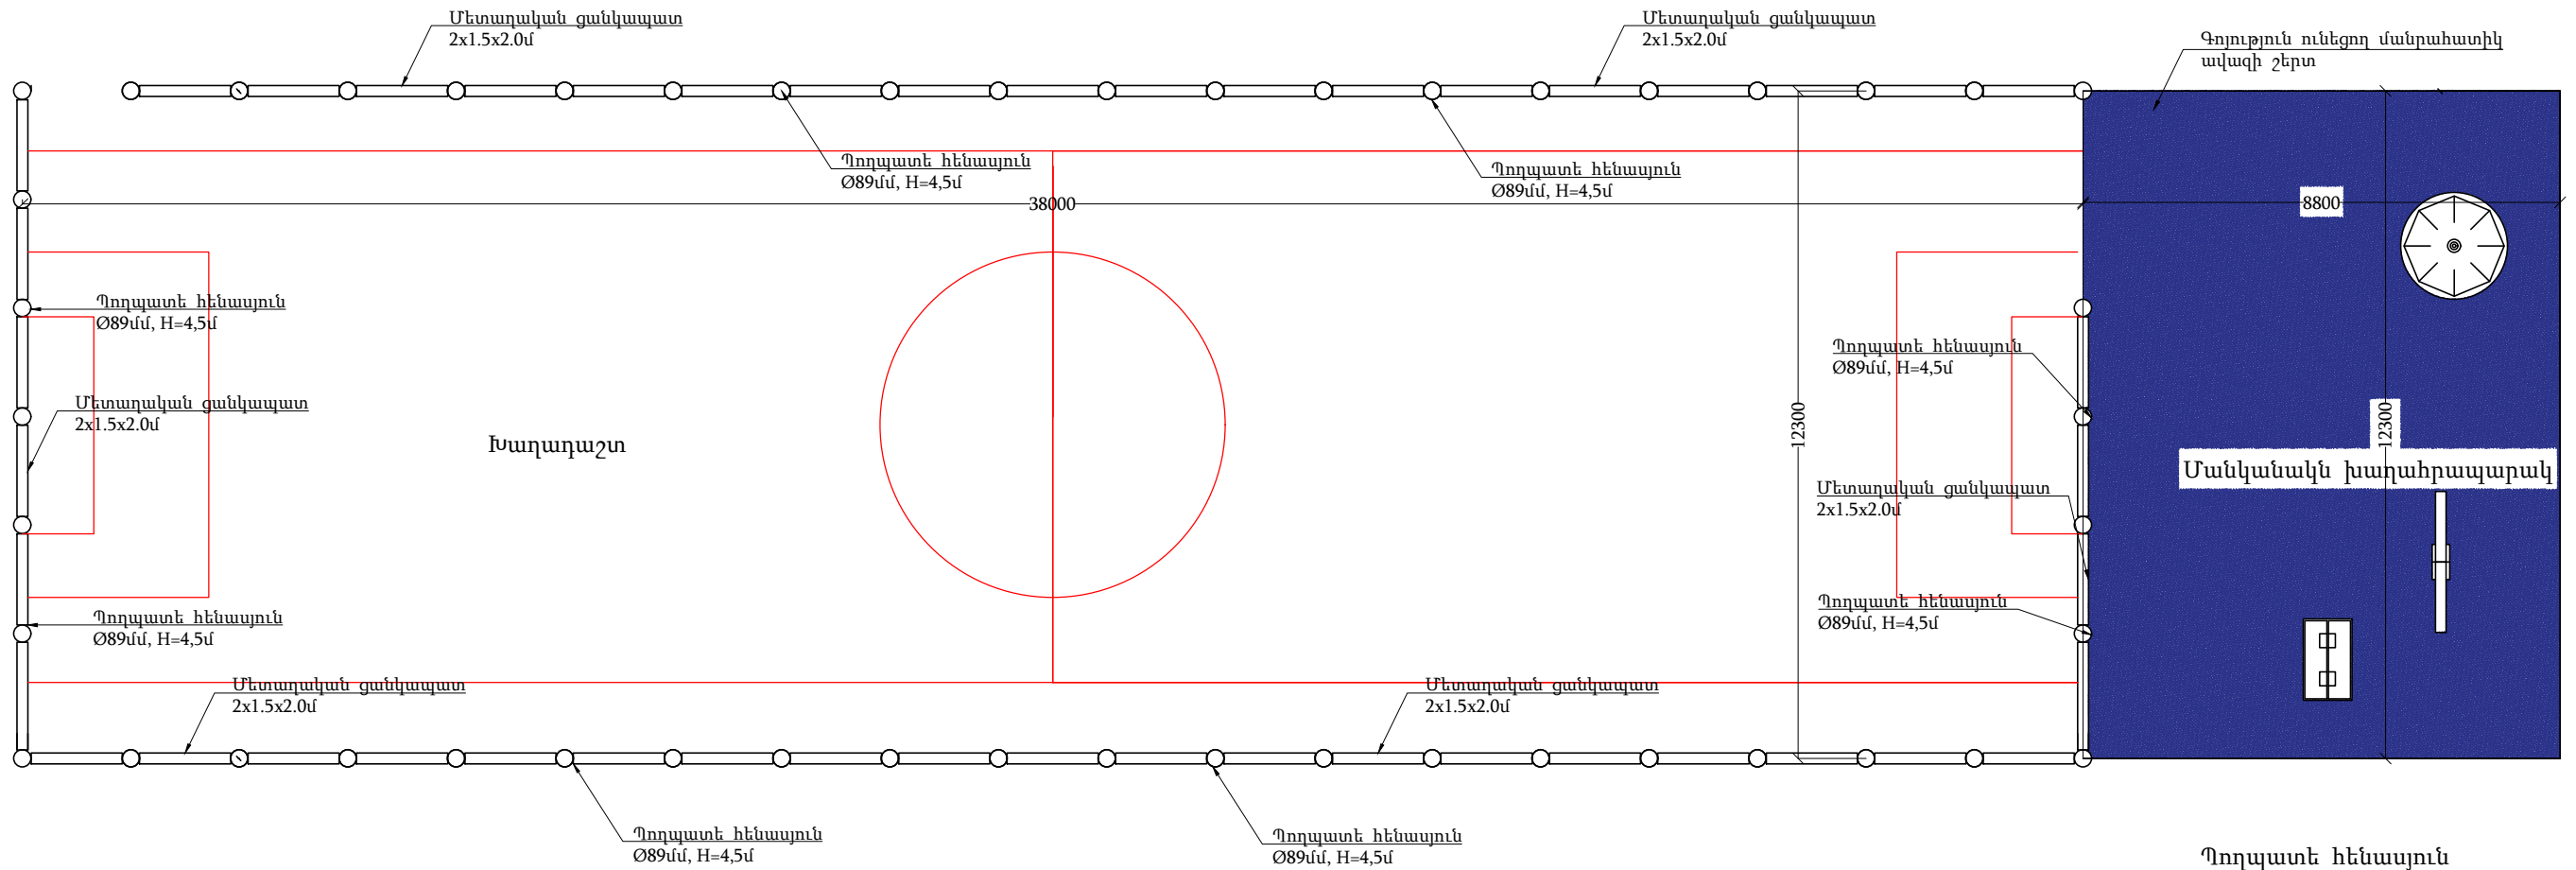 Մետաղական ցանկապատ
2x1.5x2.0մ
Մետաղական ցանկապատ
2x1.5x2.0մ
Գոյություն ունեցող մանրահատիկ
ավազի շերտ
Պողպատե հենասյուն
Ø89մմ, H=4,5մ
Պողպատե հենասյուն
Ø89մմ, H=4,5մ
38000
8800
Պողպատե հենասյուն
Ø89մմ, H=4,5մ
Պողպատե հենասյուն
Ø89մմ, H=4,5մ
Մետաղական ցանկապատ
2x1.5x2.0մ
Խաղադաշտ
12300
12300
Մանկանակն խաղահրապարակ
Մետաղական ցանկապատ
2x1.5x2.0մ
Պողպատե հենասյուն
Ø89մմ, H=4,5մ
Պողպատե հենասյուն
Ø89մմ, H=4,5մ
Մետաղական ցանկապատ
2x1.5x2.0մ
Մետաղական ցանկապատ
2x1.5x2.0մ
Պողպատե հենասյուն
Ø89մմ, H=4,5մ
Պողպատե հենասյուն
Ø89մմ, H=4,5մ
Պողպատե հենասյուն